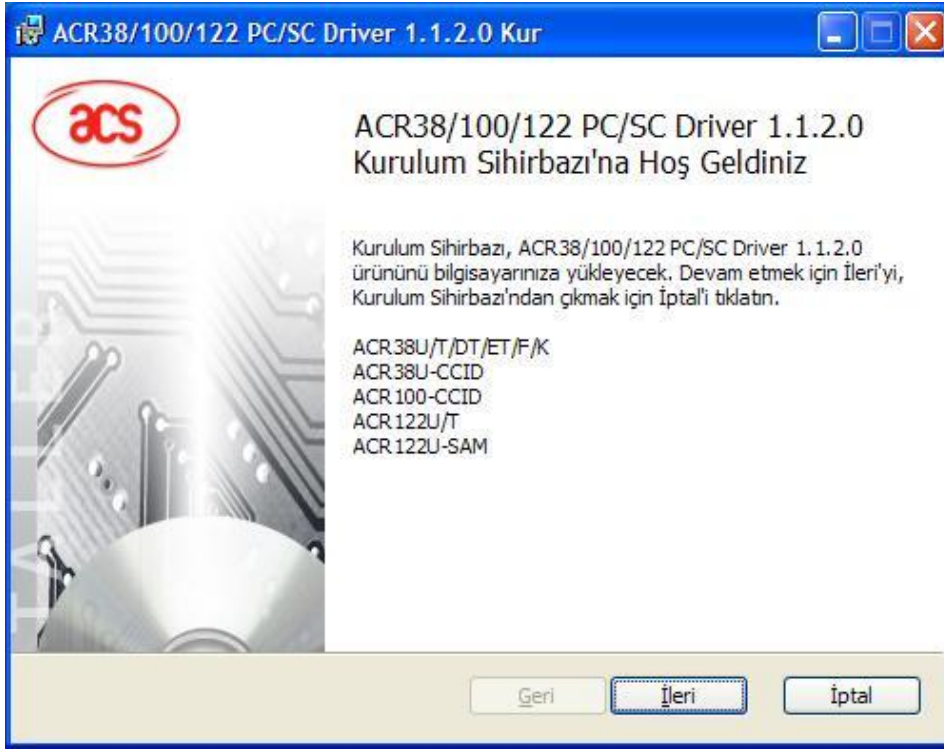 ACR38/100/122 PC/SC Driver 1.1.2.0 Kur
acs
ACR38/100/122 PC/SC Driver 1.1.2.0
Kurulum Sihirbazı'na Hoş Geldiniz
Kurulum Sihirbazı, ACR38/100/122 PC/SC Driver 1.1.2.0
ürününü bilgisayarınıza yükleyecek. Devam etmek için İleri'yi,
Kurulum Sihirbazı'ndan çıkmak için İptal'i tıklatın.
ACR38U/T/DT/ET/F/K
ACR38U-CCID
ACR100-CCID
ACR122U/T
ACR122U-SAM
Geri
İleri
İptal